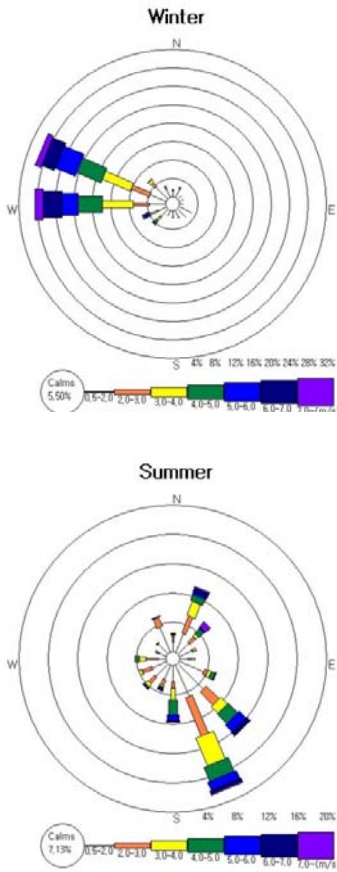 Winter
N
W E
S
4% 8% 12% 16% 20% 24% 28% 32%
Calms
5,50%
0,5-2,0 2,0-3,0 3,0-4,0 4,0-5,0 5,0-6,0 6,0-7,0 7,0-(m/s
Summer
N
W E
S
4% 8% 12% 16% 20%
Calms
7,13%
0,5-2,0 2,0-3,0 3,0-4,0 4,0-5,0 5,0-6,0 6,0-7,0 7,0-(m/s